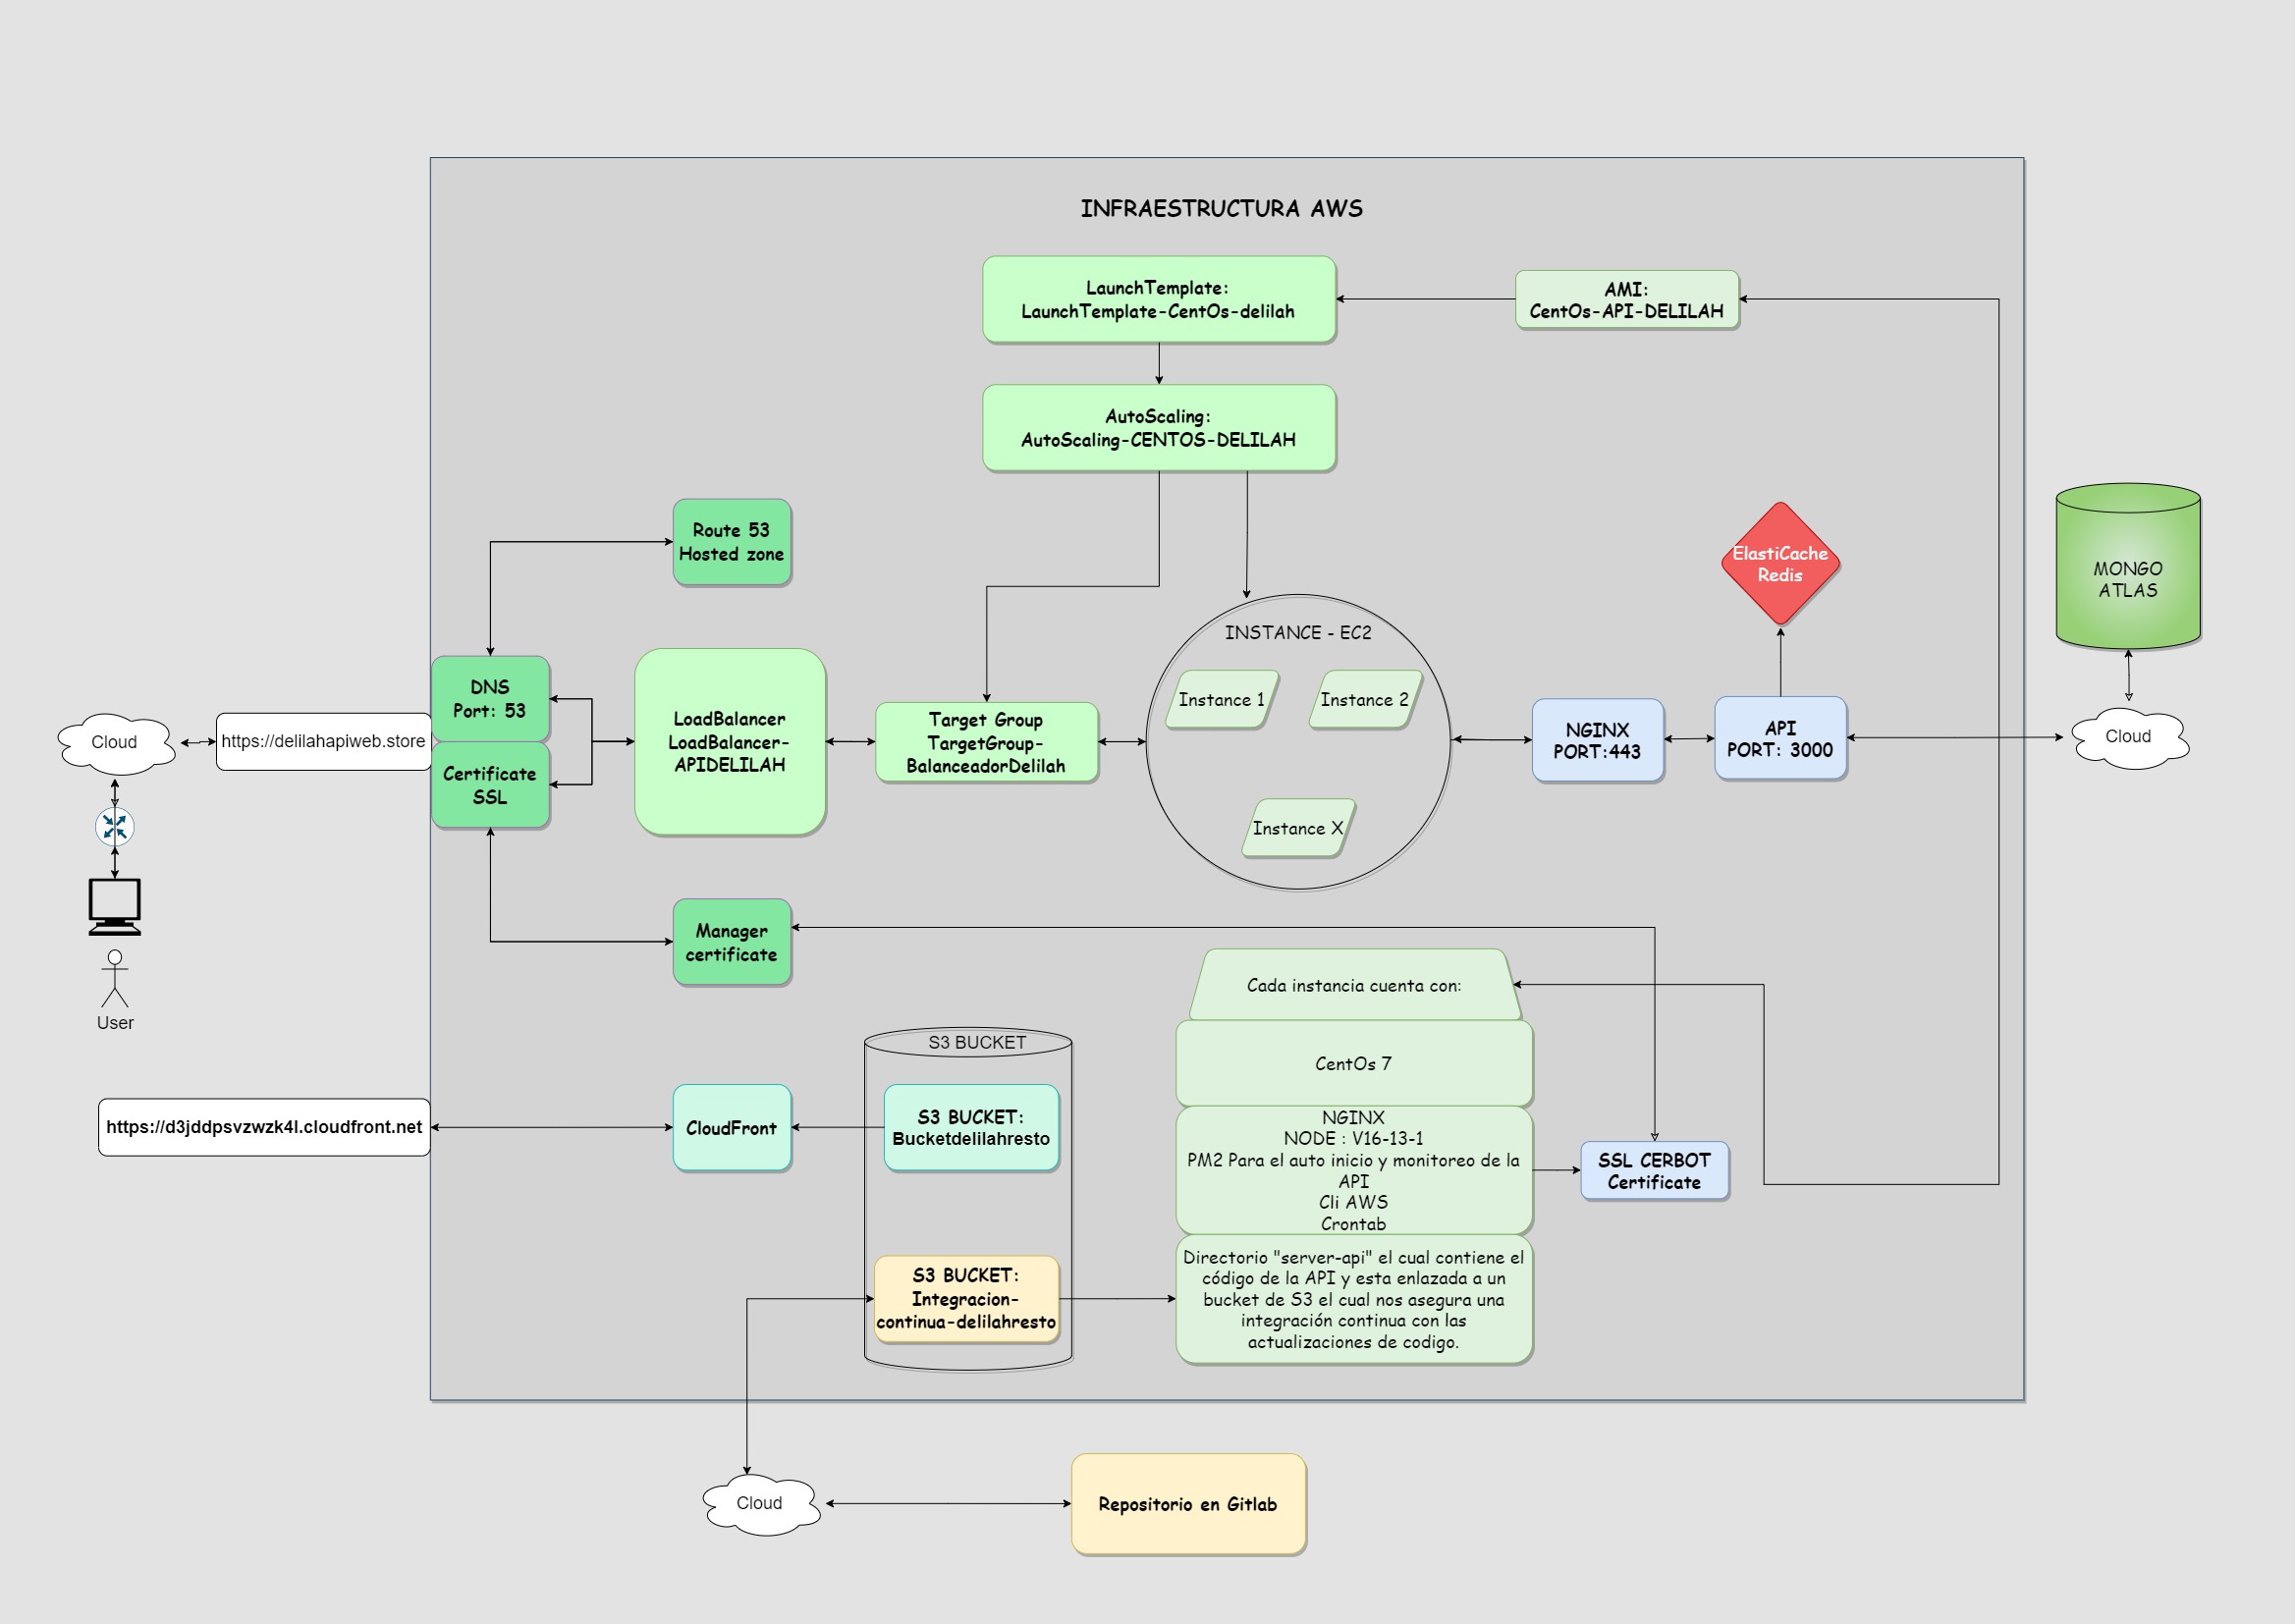 INFRAESTRUCTURA AWS
LaunchTemplate:
LaunchTemplate-CentOs-delilah
AMI:
CentOs-API-DELILAH
AutoScaling:
AutoScaling-CENTOS-DELILAH
Route 53
Hosted zone
ElastiCache
Redis
MONGO
ATLAS
INSTANCE - EC2
Instance 1
Instance 2
Instance X
DNS
Port: 53
Certificate
SSL
Cloud
https://delilahapiweb.store
LoadBalancer
LoadBalancer-
APIDELILAH
Target Group
TargetGroup-
BalanceadorDelilah
NGINX
PORT:443
API
PORT: 3000
Cloud
User
Manager
certificate
Cada instancia cuenta con:
CentOs 7
NGINX
NODE : V16-13-1
PM2 Para el auto inicio y monitoreo de la
API
Cli AWS
Crontab
Directorio "server-api" el cual contiene el
código de la API y esta enlazada a un
bucket de S3 el cual nos asegura una
integración continua con las
actualizaciones de codigo.
SSL CERBOT
Certificate
S3 BUCKET
https://d3jddpsvzwzk4l.cloudfront.net
CloudFront
S3 BUCKET:
Bucketdelilahresto
S3 BUCKET:
Integracion-
continua-delilahresto
Cloud
Repositorio en Gitlab